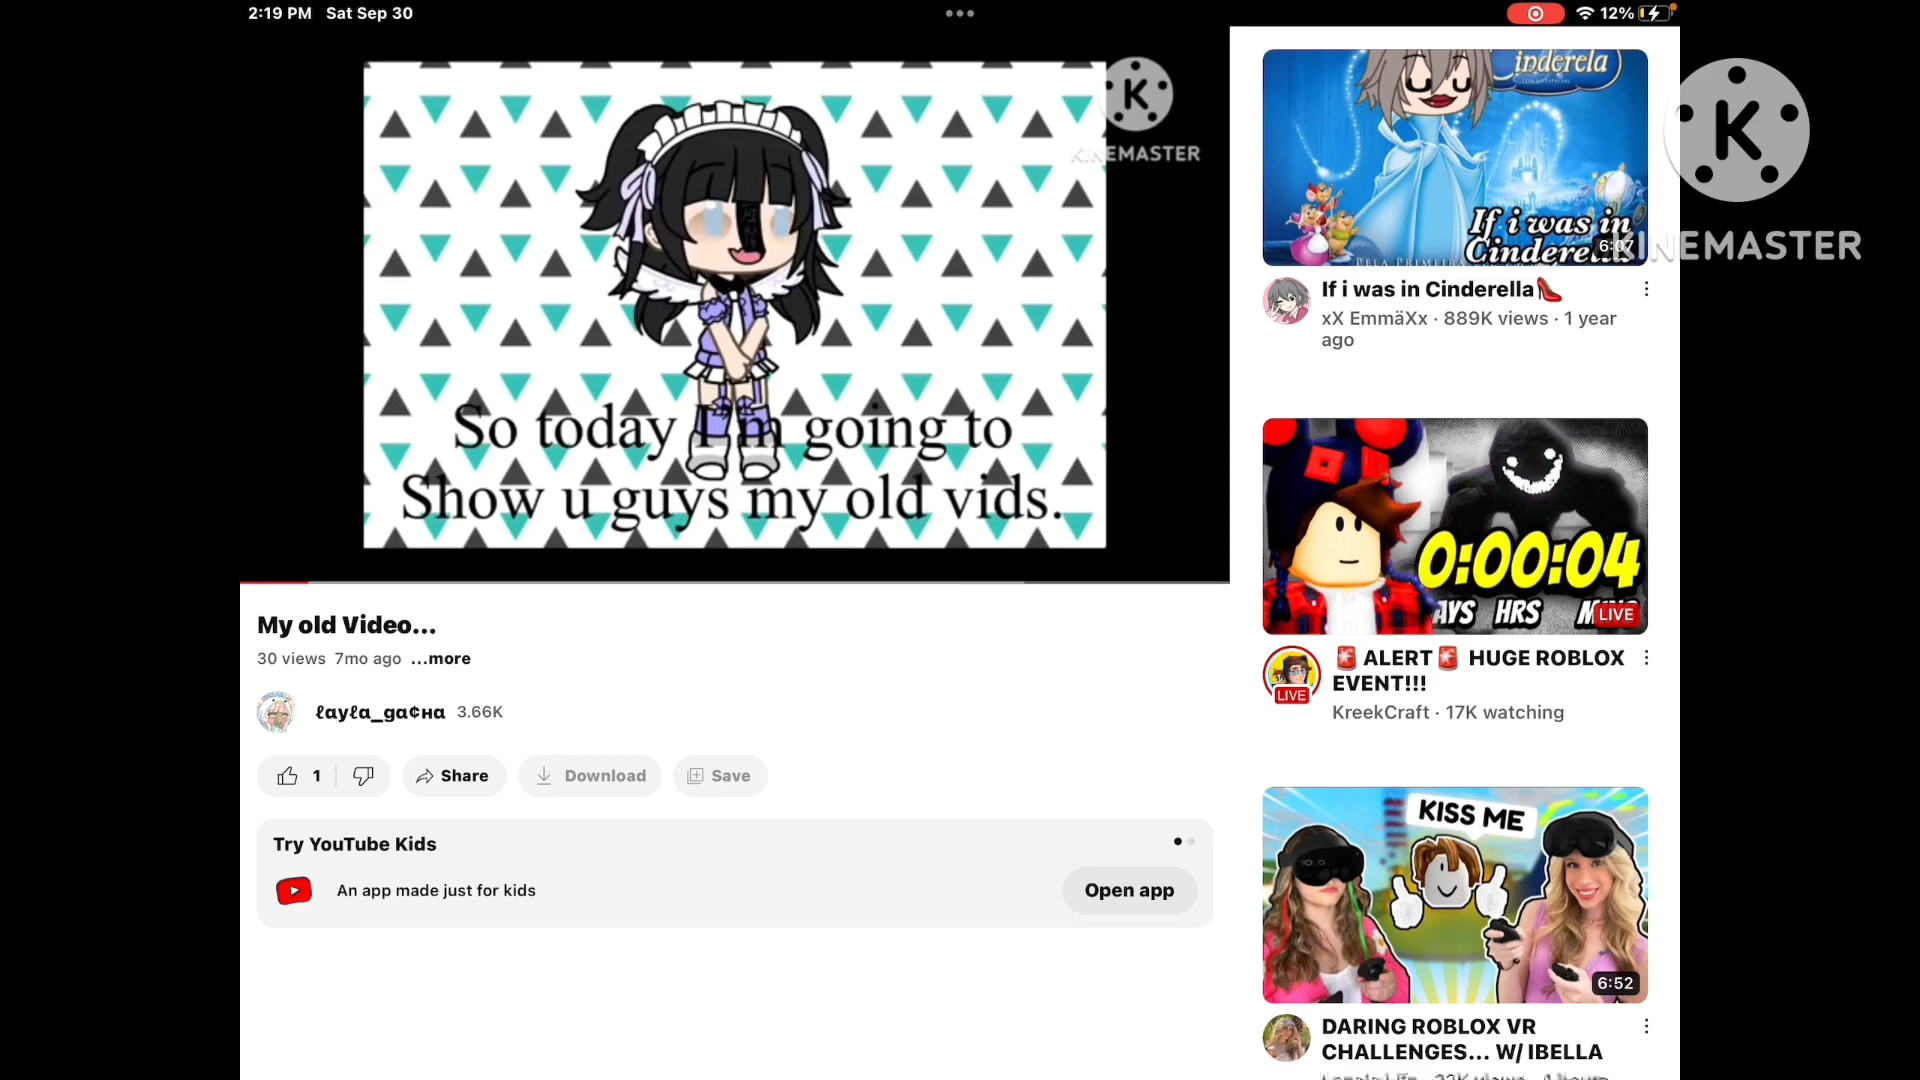 2:19 PM Sat Sep 30
12%
K
KINEMASTER
So today I'm going to
Show u guys my old vids.
My old Video...
30 views 7mo ago ...more
ℓαуℓα_gα¢нα 3.66K
1
Share
Download
Save
Try YouTube Kids
An app made just for kids
Open app
inderela
If i was in
Cinderella
PELA PRIMEIRA
6:07
If i was in Cinderella👠
xX EmmäXx · 889K views · 1 year
ago
K
KINEMASTER
0:00:04
AYS HRS
LIVE
🚨 ALERT🚨 HUGE ROBLOX
EVENT!!!
LIVE
KreekCraft · 17K watching
KISS ME
6:52
DARING ROBLOX VR
CHALLENGES... W/ IBELLA